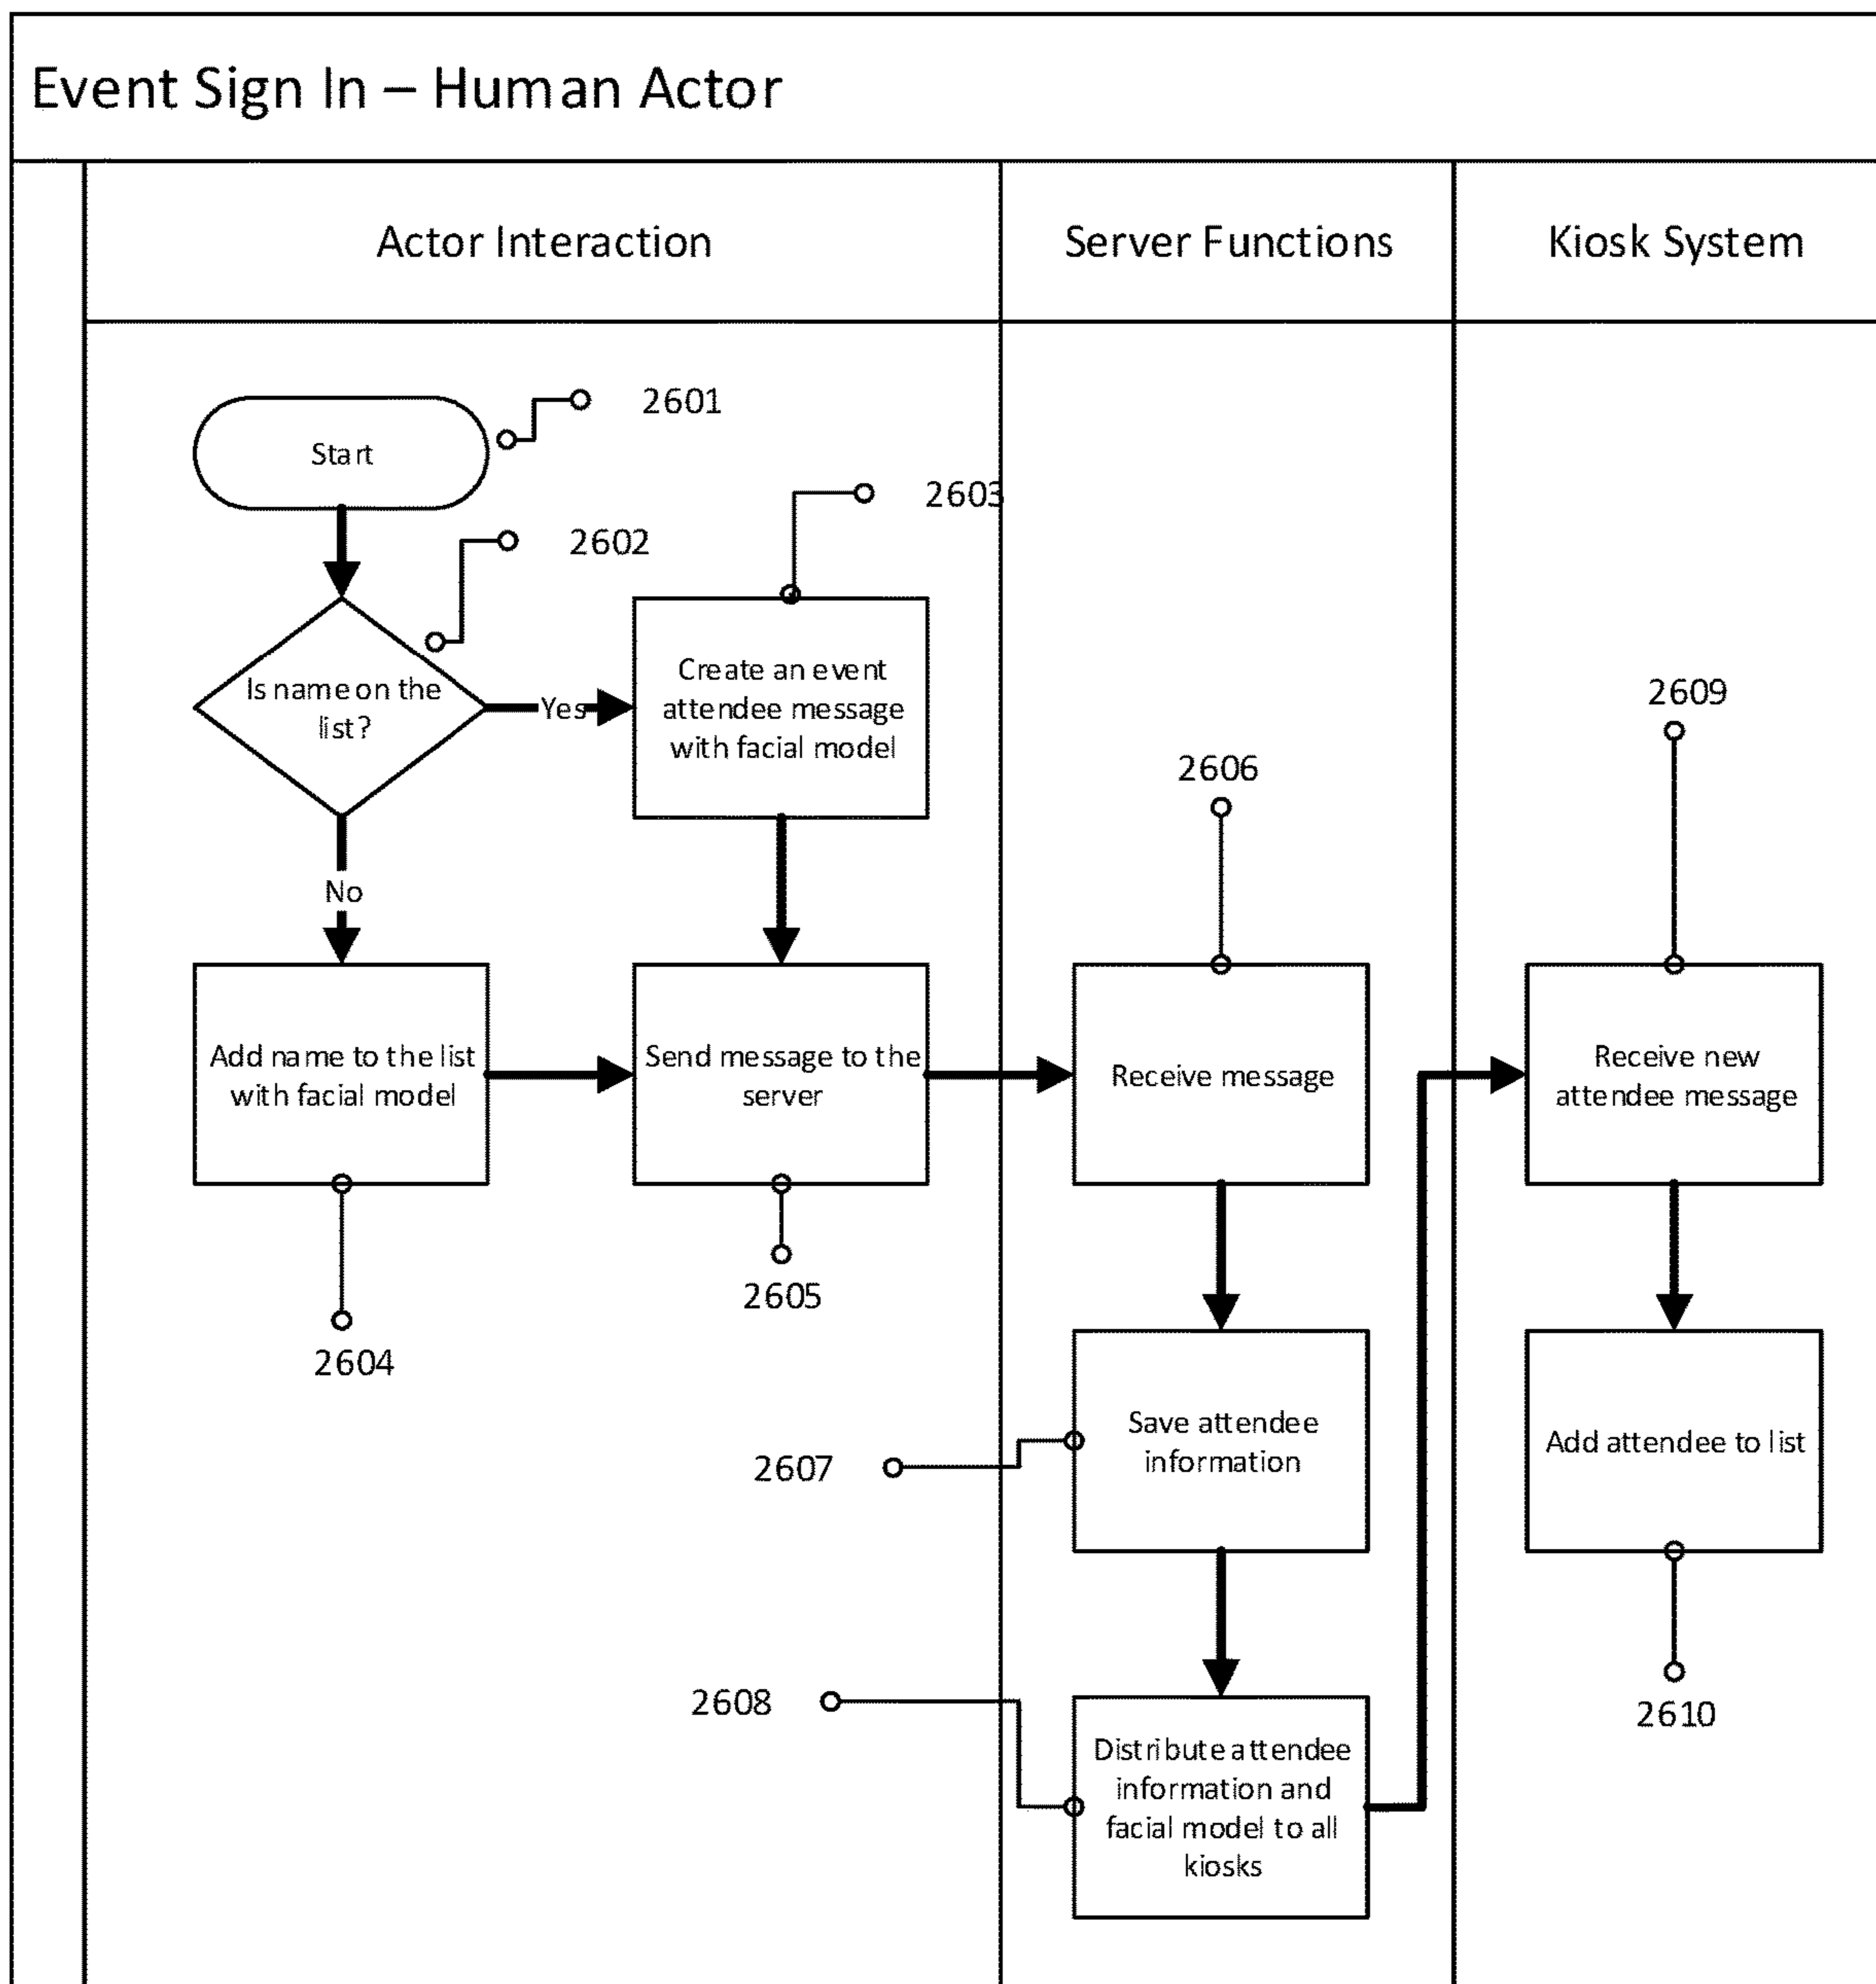 Event Sign In – Human Actor
Actor Interaction
Server Functions
Kiosk System
Start
2601
2602
2603
Is name on the
list?
Yes
Create an event
attendee message
with facial model
No
Add name to the list
with facial model
2604
Send message to the
server
2605
2606
Receive message
2607
Save attendee
information
2608
Distribute attendee
information and
facial model to all
kiosks
2609
Receive new
attendee message
Add attendee to list
2610